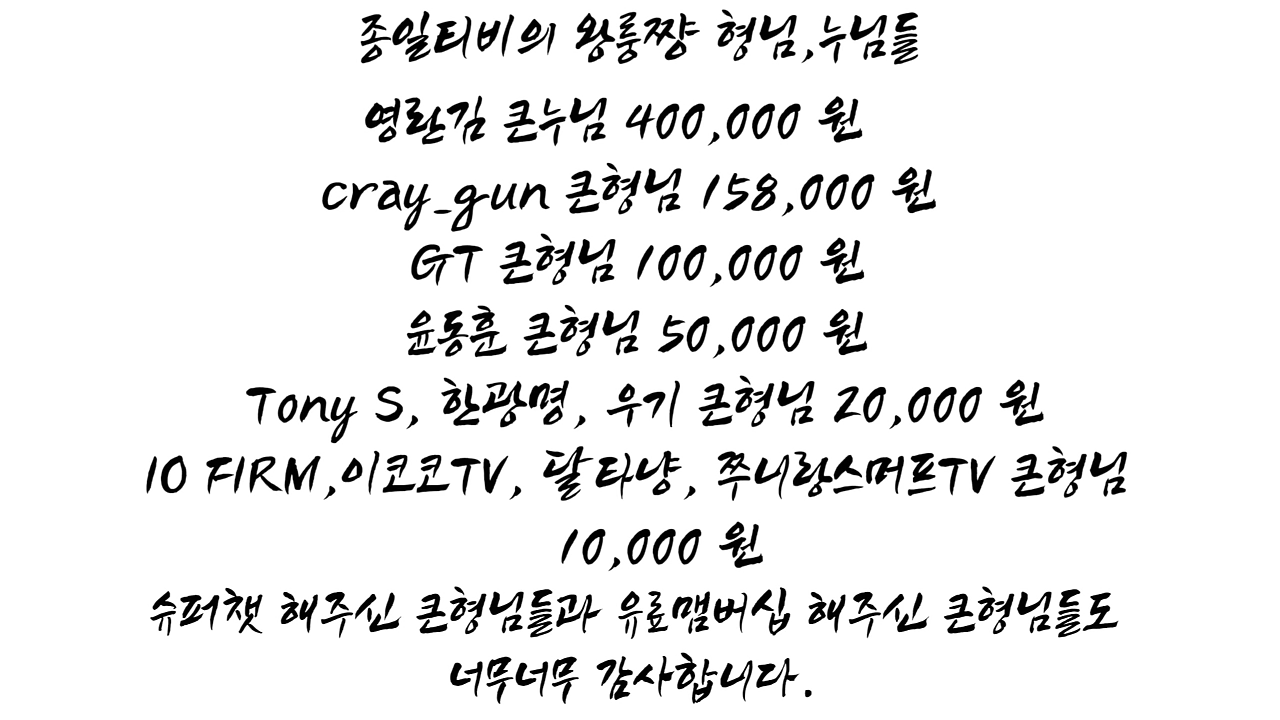 종일티비의 왕룽쨩 형님,누님들
영란김 큰누님 400,000 원
cray_gun 큰형님 158,000 원
GT 큰형님 100,000 원
윤동훈 큰형님 50,000 원
Tony S, 한광명, 우기 큰형님 20,000 원
10 FIRM,이코코TV, 달타냥, 쭈니랑스머프TV 큰형님
10,000 원
슈퍼챗 해주신 큰형님들과 유료맴버십 해주신 큰형님들도
너무너무 감사합니다.